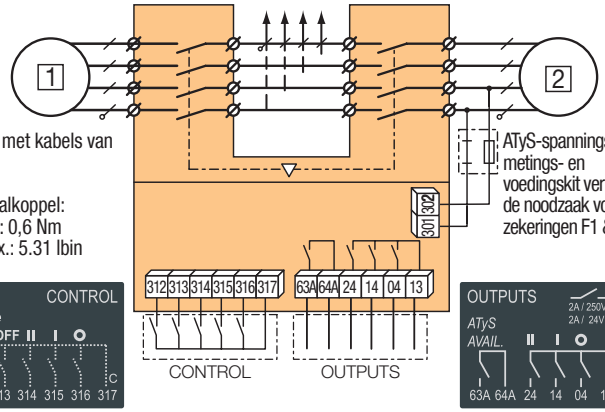 1
2
met kabels van
alkoppel:
: 0,6 Nm
x.: 5.31 lbin
ATyS-spannings
metings- en
voedingskit ver
de noodzaak vo
zekeringen F1 &
302
301
312 313 314 315 316 317
63A 64A 24 14 04 13
CONTROL
OUTPUTS
CONTROL
OFF II I O
13 314 315 316 317
C
OUTPUTS
2A / 250V
2A / 24V
ATyS
AVAIL.
II I O
63A 64A 24 14 04 1